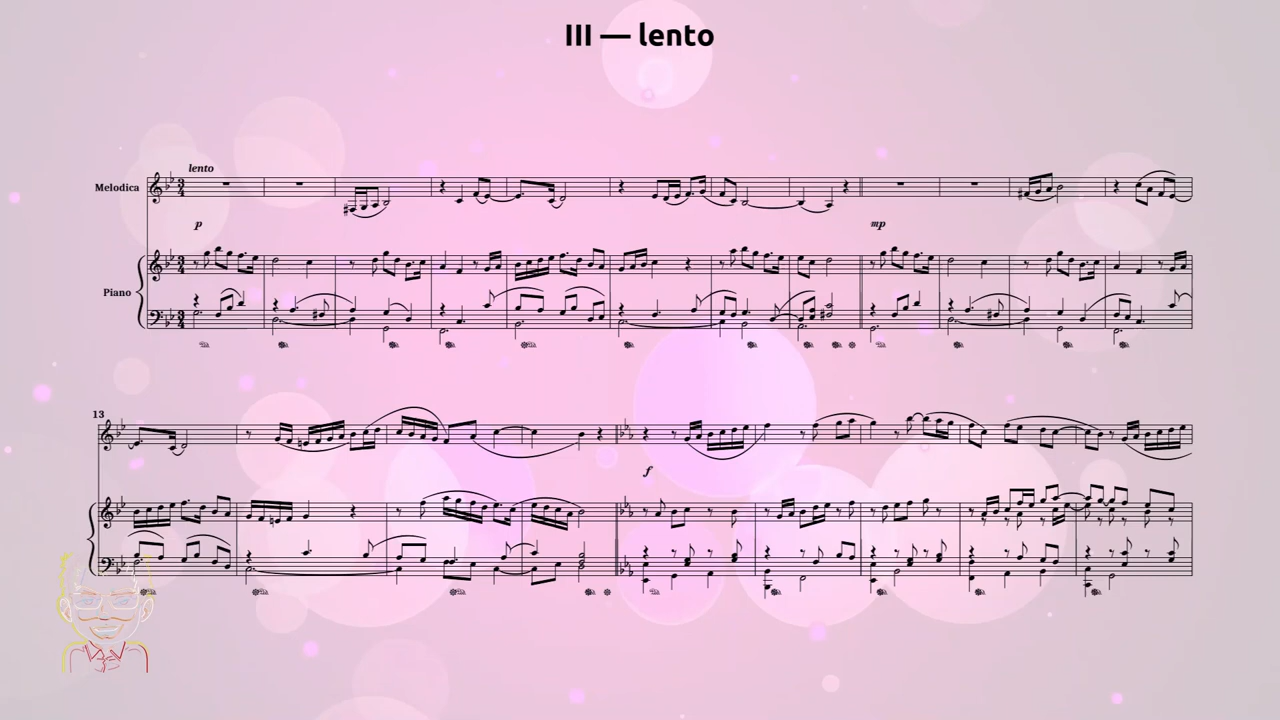 III — lento
lento
Melodica
p
mp
Piano
13
f